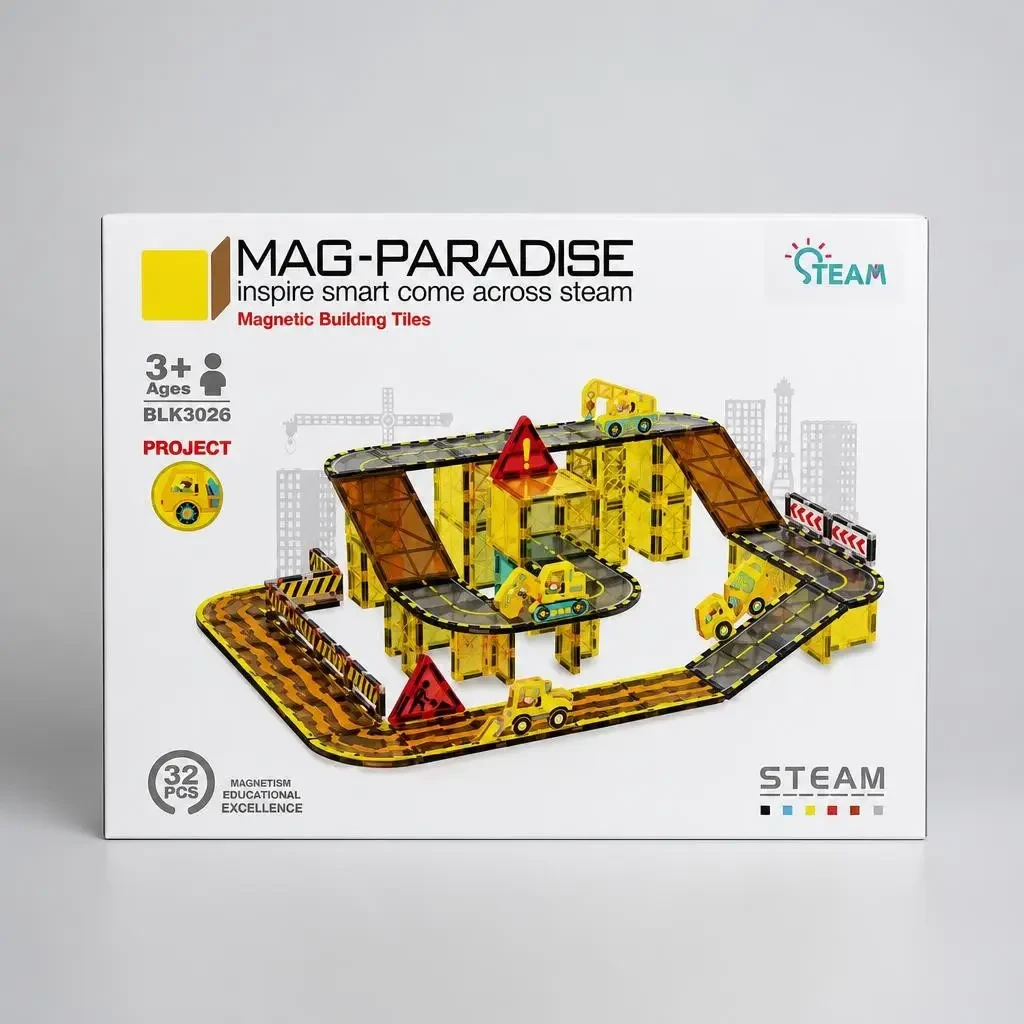 MAG-PARADISE
inspire smart come across steam
Magnetic Building Tiles
STEAM
3+
Ages
BLK3026
PROJECT
!
32
PCS
MAGNETISM
EDUCATIONAL
EXCELLENCE
STEAM